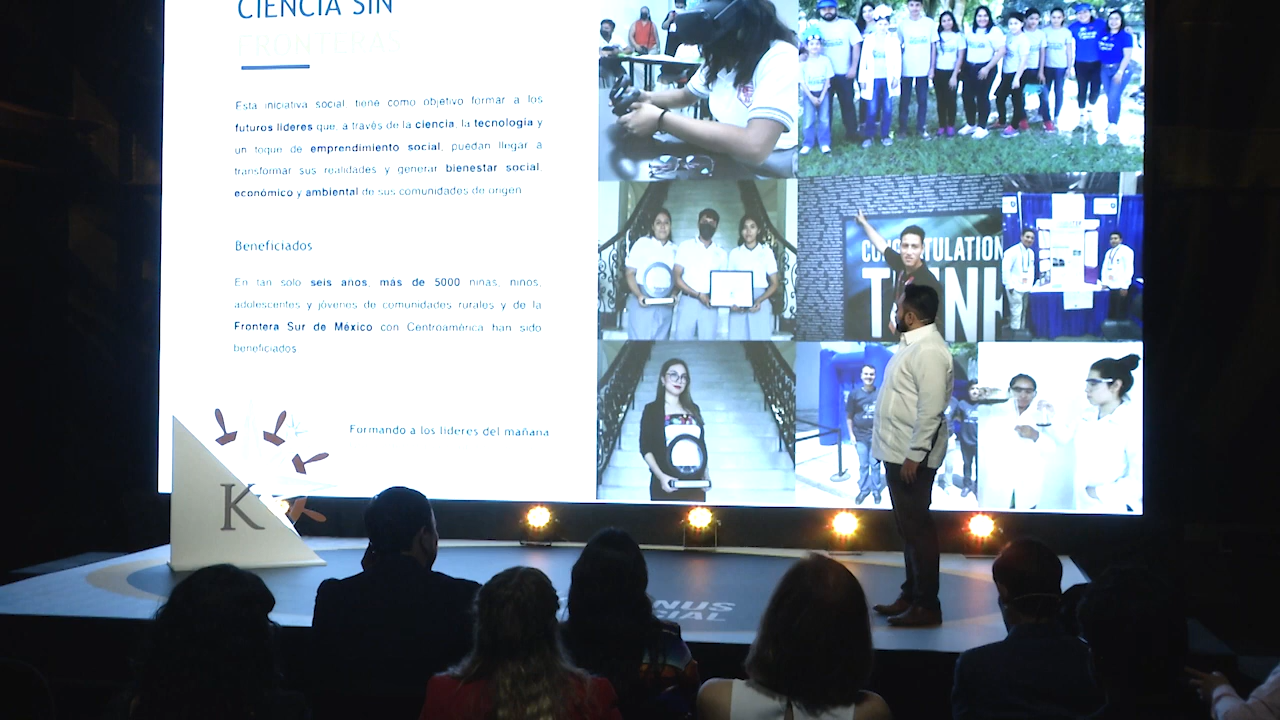 CIENCIA SIN
FRONTERAS
Esta iniciativa social tiene como objetivo formar a los
futuros líderes que, a través de la ciencia, la tecnología y
un toque de emprendimiento social, puedan llegar a
transformar sus realidades y generar bienestar social,
económico y ambiental de sus comunidades de origen.
Beneficiados
En tan solo seis años, más de 5000 niñas, niños,
adolescentes y jóvenes de comunidades rurales y de la
Frontera Sur de México con Centroamérica han sido
beneficiados.
Formando a los líderes del mañana
K